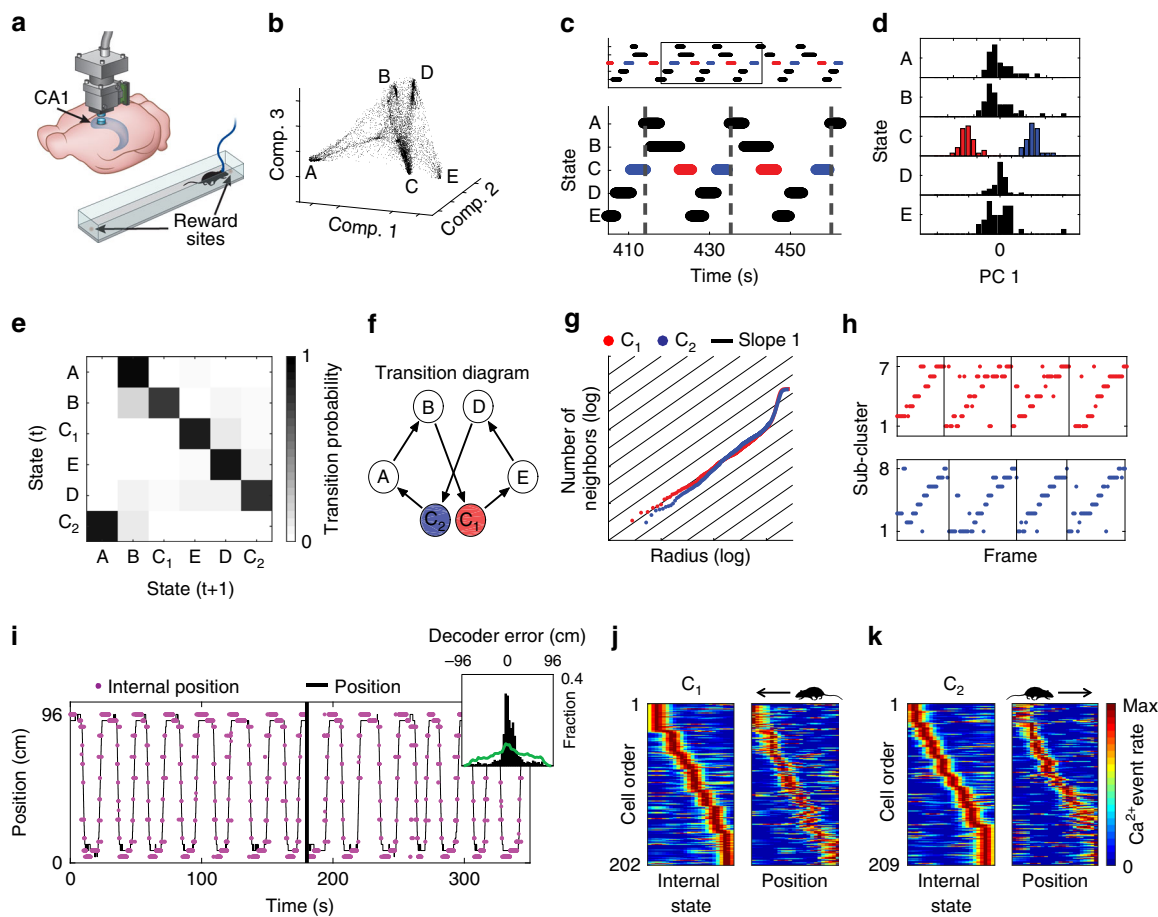 a
CA1
Reward
sites
b
B D
A
C E
Comp. 3
Comp. 1
Comp. 2
c
State
A
B
C
D
E
410 430 450
Time (s)
d
State
A
B
C
D
E
0
PC 1
e
State (t)
A
B
C1
E
D
C2
A B C1 E D C2
State (t+1)
1
0
Transition probability
f
Transition diagram
B D
A E
C2 C1
g
C1 C2 Slope 1
Number of
neighbors (log)
Radius (log)
h
Sub-cluster
7
1
8
1
Frame
i
Internal position Position
Position (cm)
96
0
0 100 200 300
Time (s)
Decoder error (cm)
−96 0 96
0.4
Fraction
j
C1
1
Cell order
202
Internal
state
Position
k
C2
1
Cell order
209
Internal
state
Position
Max
0
Ca2+event rate